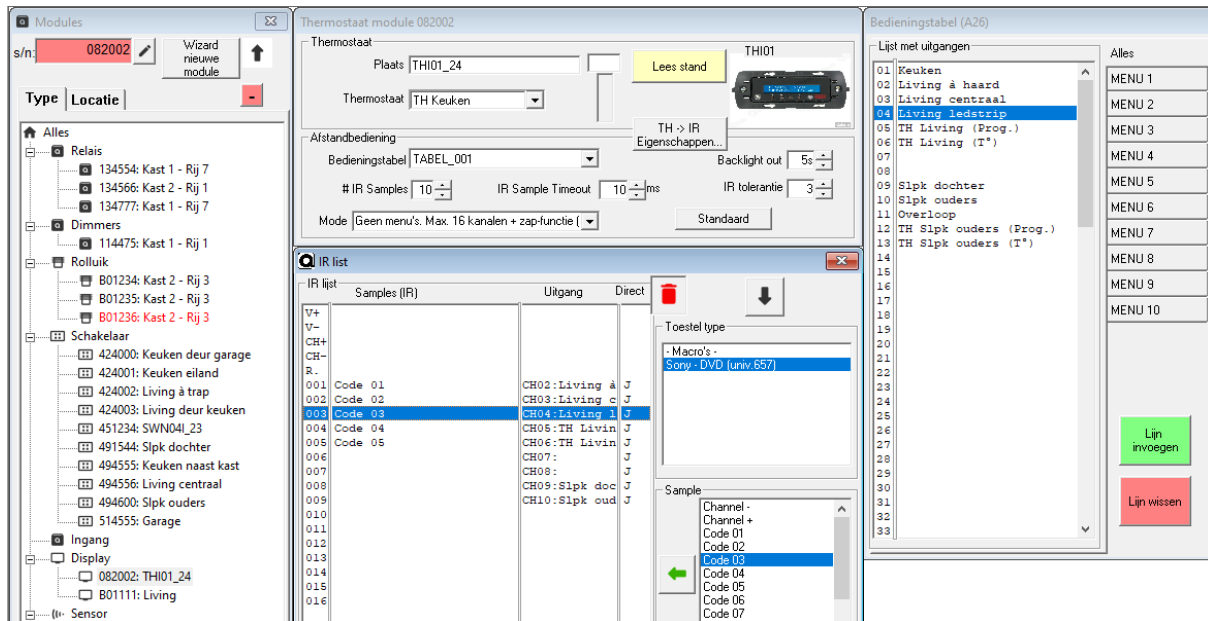 Modules
s/n: 082002
Wizard
nieuwe
module
Type Locatie -
Alles
Relais
134554: Kast 1 - Rij 7
134566: Kast 2 - Rij 1
134777: Kast 1 - Rij 7
Dimmers
114475: Kast 1 - Rij 1
Rolluik
B01234: Kast 2 - Rij 3
B01235: Kast 2 - Rij 3
B01236: Kast 2 - Rij 3
Schakelaar
424000: Keuken deur garage
424001: Keuken eiland
424002: Living à trap
424003: Living deur keuken
451234: SWN04I_23
491544: Slpk dochter
494555: Keuken naast kast
494556: Living centraal
494600: Slpk ouders
514555: Garage
Ingang
Display
082002: THI01_24
B01111: Living
Sensor
Thermostaat module 082002
Thermostaat
Plaats THI01_24
Lees stand
THI01
Thermostaat TH Keuken
TH -> IR
Eigenschappen...
Afstandbediening
Bedieningstabel TABEL_001
Backlight out 5s
# IR Samples 10
IR Sample Timeout 10 ms
IR tolerantie 3
Mode Geen menu's. Max. 16 kanalen + zap-functie (
Standaard
IR list
IR lijst
Samples (IR) Uitgang Direct
V+
V-
CH+
CH-
R.
001 Code 01 CH02:Living à J
002 Code 02 CH03:Living c J
003 Code 03 CH04:Living l J
004 Code 04 CH05:TH Livin J
005 Code 05 CH06:TH Livin J
006 CH07: J
007 CH08: J
008 CH09:Slpk doc J
009 CH10:Slpk oud J
010
011
012
013
014
015
016
Toestel type
- Macro's -
Sony - DVD (univ.657)
Sample
Channel -
Channel +
Code 01
Code 02
Code 03
Code 04
Code 05
Code 06
Code 07
Bedieningstabel (A26)
Lijst met uitgangen
01 Keuken
02 Living à haard
03 Living centraal
04 Living ledstrip
05 TH Living (Prog.)
06 TH Living (T°)
07
08
09 Slpk dochter
10 Slpk ouders
11 Overloop
12 TH Slpk ouders (Prog.)
13 TH Slpk ouders (T°)
14
15
16
17
18
19
20
21
22
23
24
25
26
27
28
29
30
31
32
33
Alles
MENU 1
MENU 2
MENU 3
MENU 4
MENU 5
MENU 6
MENU 7
MENU 8
MENU 9
MENU 10
Lijn
invoegen
Lijn wissen